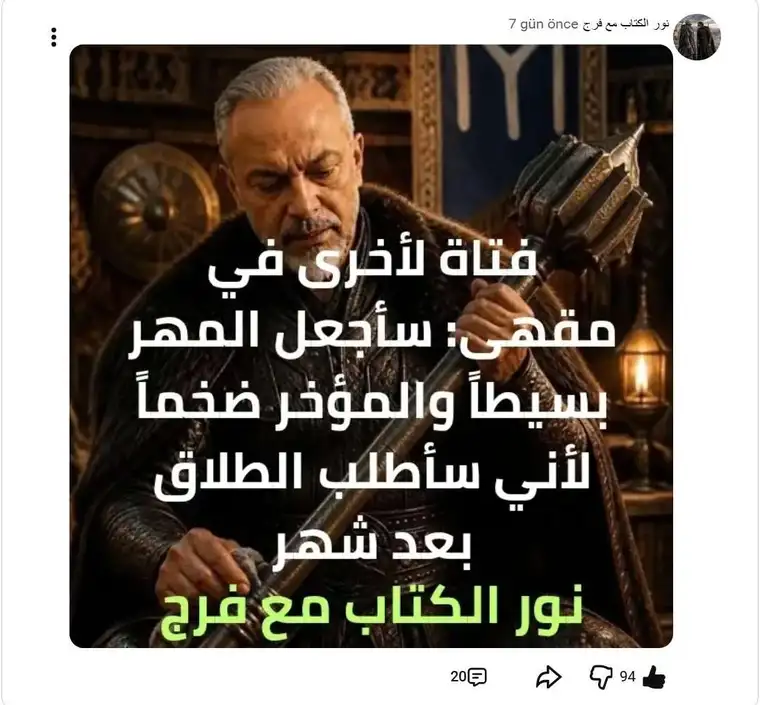 نور الكتاب مع فرج 7 gün önce
فتاة لأخرى في
مقهى: سأجعل المهر
بسيطاً والمؤخر ضخماً
لأني سأطلب الطلاق
بعد شهر
نور الكتاب مع فرج
94
20